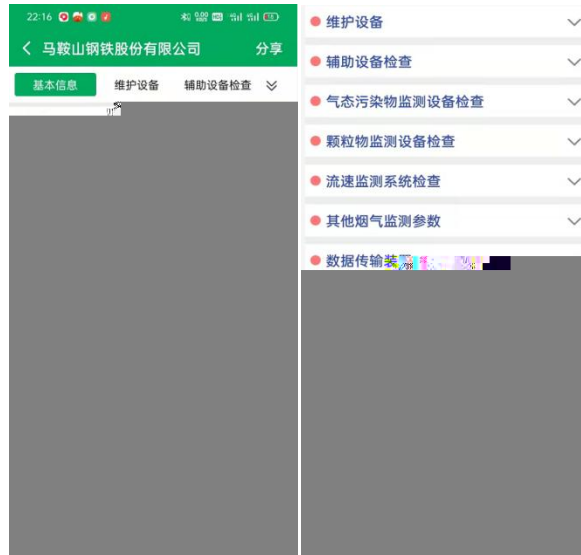 22:16
马鞍山钢铁股份有限公司
分享
基本信息 维护设备 辅助设备检查
维护设备
辅助设备检查
气态污染物监测设备检查
颗粒物监测设备检查
流速监测系统检查
其他烟气监测参数
数据传输装